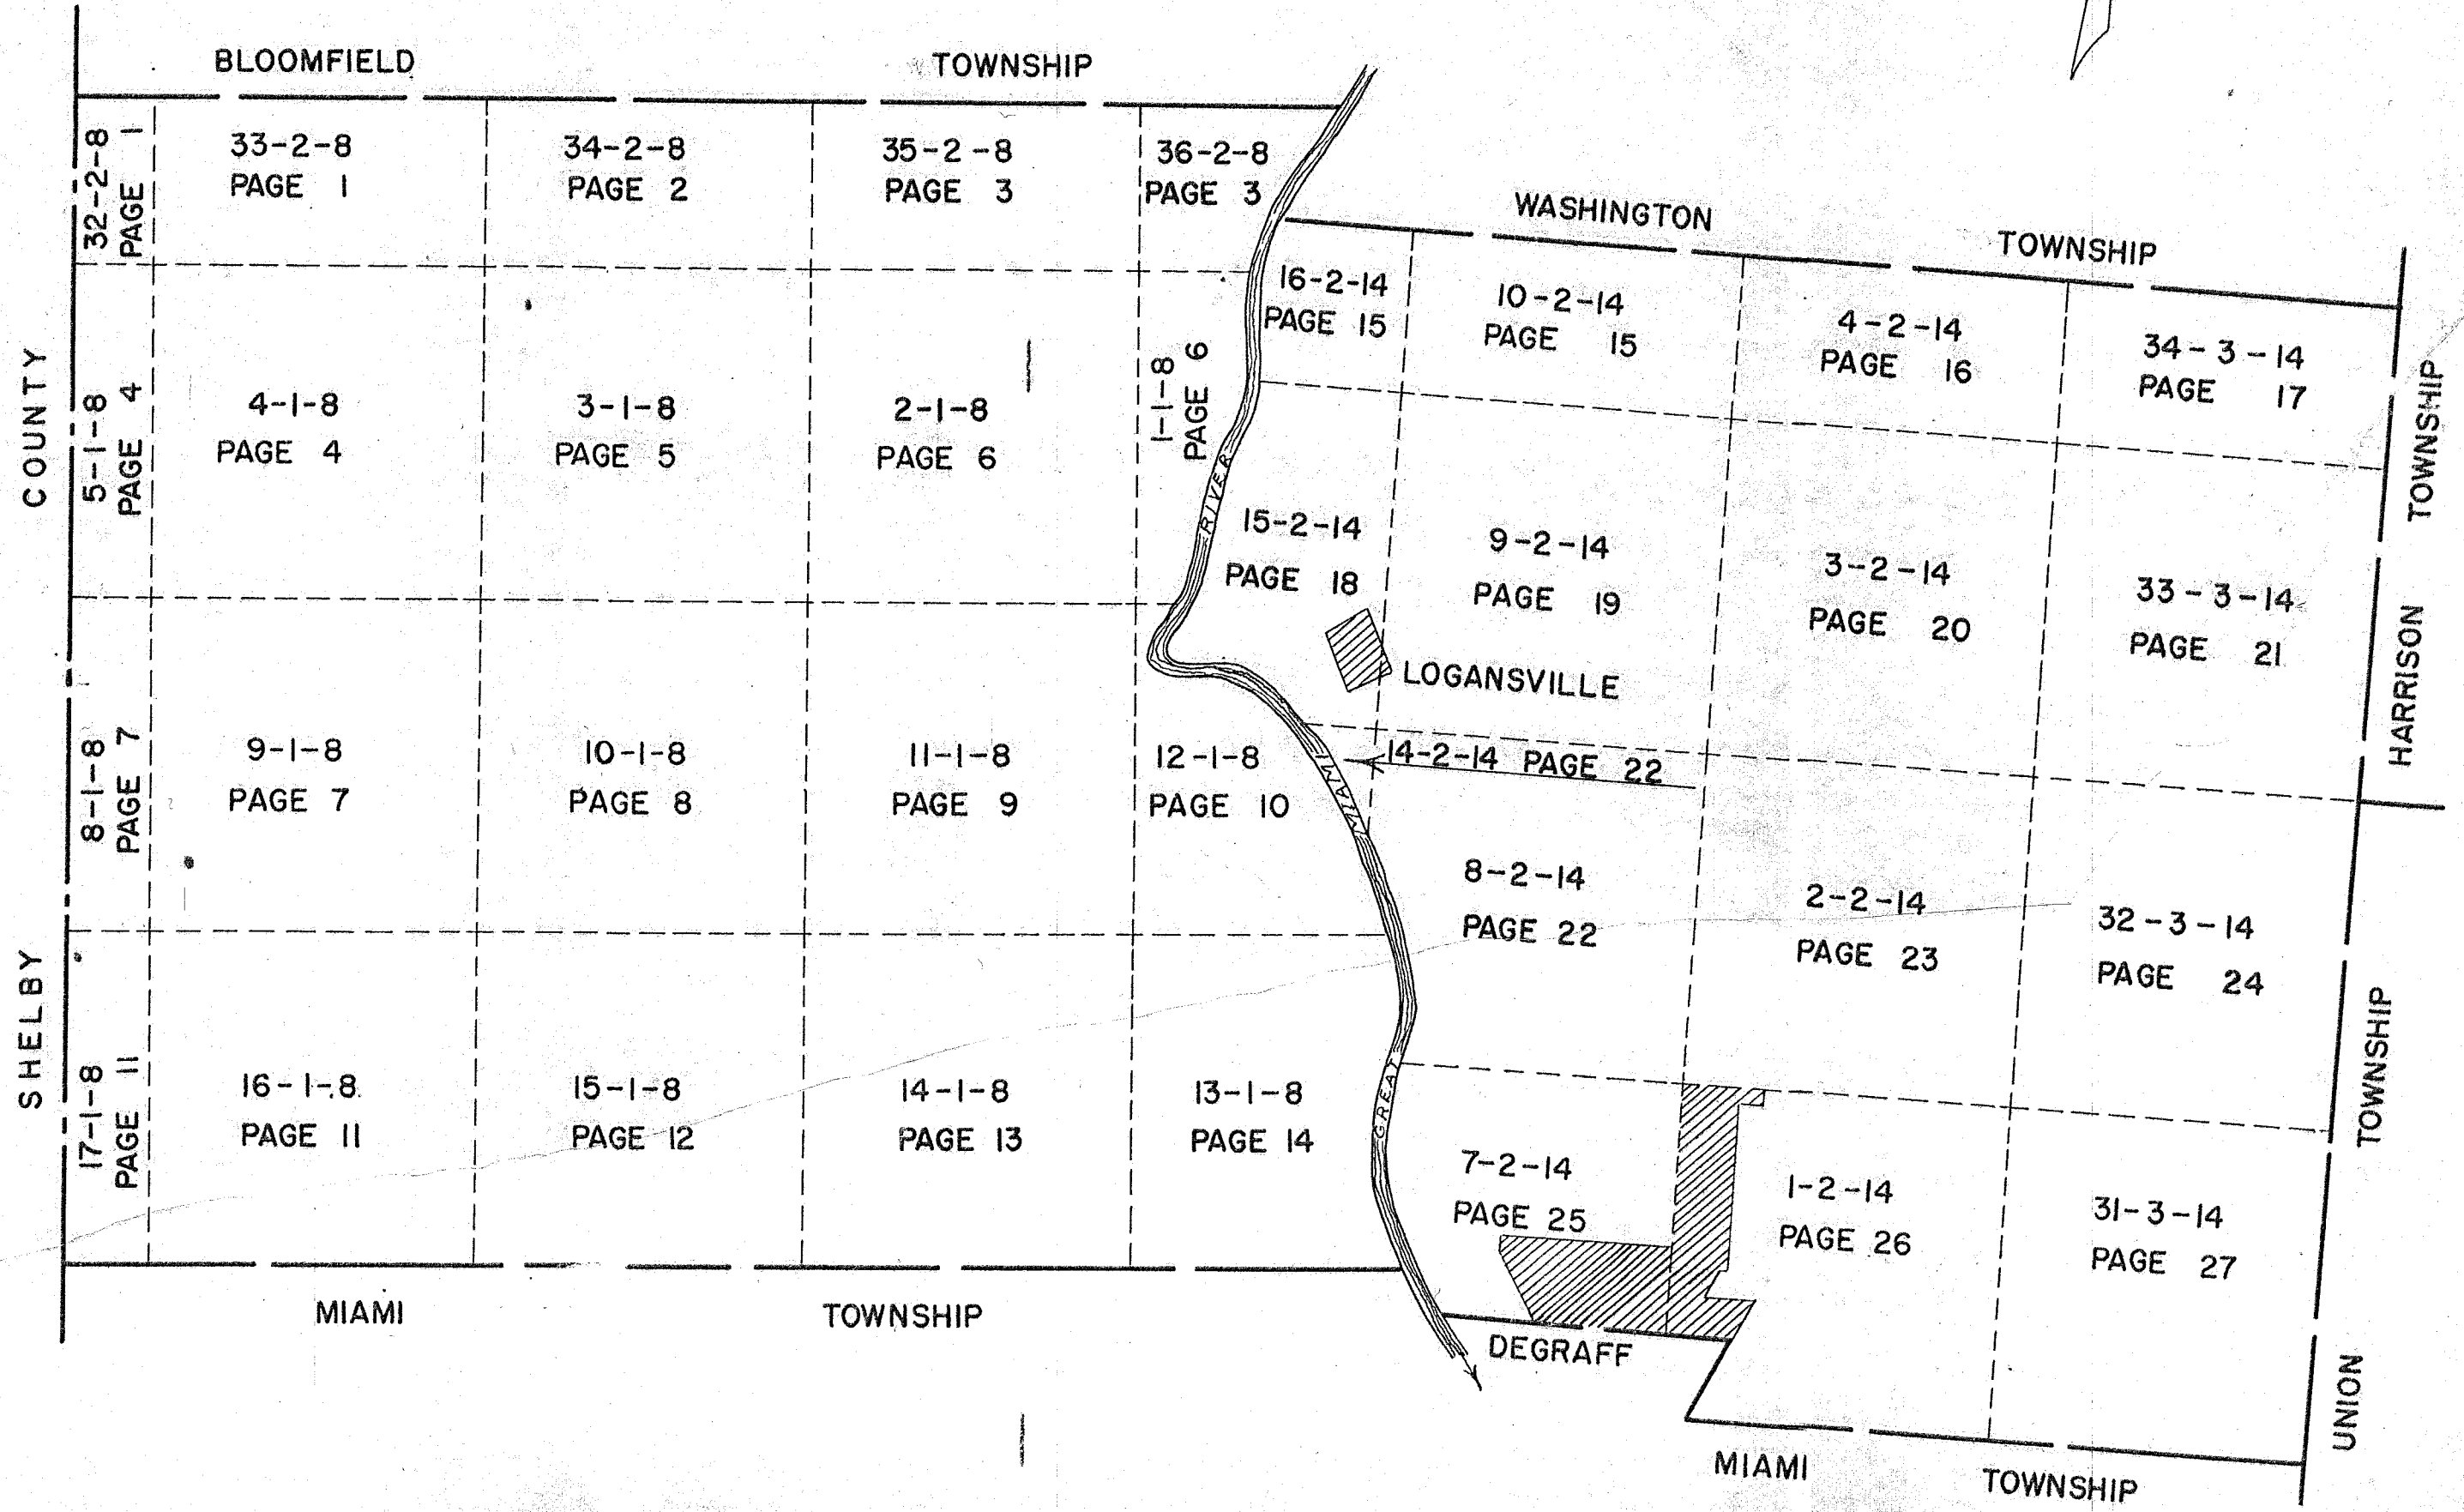 BLOOMFIELD TOWNSHIP
32-2-8
PAGE 1
33-2-8
PAGE 1
34-2-8
PAGE 2
35-2-8
PAGE 3
36-2-8
PAGE 3
WASHINGTON TOWNSHIP
16-2-14
PAGE 15
10-2-14
PAGE 15
4-2-14
PAGE 16
34-3-14
PAGE 17
SHELBY COUNTY
5-1-8
PAGE 4
4-1-8
PAGE 4
3-1-8
PAGE 5
2-1-8
PAGE 6
1-1-8
PAGE 6
GREAT MIAMI RIVER
15-2-14
PAGE 18
9-2-14
PAGE 19
3-2-14
PAGE 20
33-3-14
PAGE 21
HARRISON TOWNSHIP
LOGANSVILLE
8-1-8
PAGE 7
9-1-8
PAGE 7
10-1-8
PAGE 8
11-1-8
PAGE 9
12-1-8
PAGE 10
14-2-14 PAGE 22
8-2-14
PAGE 22
2-2-14
PAGE 23
32-3-14
PAGE 24
17-1-8
PAGE 11
16-1-8
PAGE 11
15-1-8
PAGE 12
14-1-8
PAGE 13
13-1-8
PAGE 14
7-2-14
PAGE 25
1-2-14
PAGE 26
31-3-14
PAGE 27
UNION TOWNSHIP
MIAMI TOWNSHIP
DEGRAFF
MIAMI TOWNSHIP